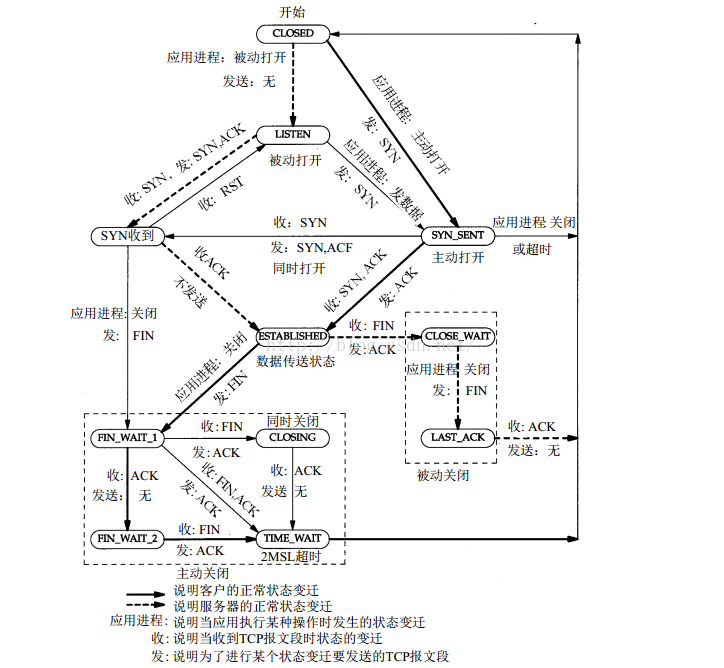 开始
CLOSED
应用进程：被动打开
发送：无
应用进程：主动打开
发：SYN
LISTEN
被动打开
收：SYN，发：SYN,ACK
收：RST
应用进程：发数据
发：SYN
SYN收到
收：SYN
发：SYN,ACF
同时打开
SYN_SENT
主动打开
应用进程 关闭
或超时
收ACK
不发送
收：SYN, ACK
发：ACK
应用进程：关闭
发： FIN
ESTABLISHED
数据传送状态
收：FIN
发：ACK
CLOSE_WAIT
应用进程 关闭
发： FIN
LAST_ACK
被动关闭
收：ACK
发送：无
应用进程：关闭
发：FIN
FIN_WAIT_1
收：FIN
发：ACK
同时关闭
CLOSING
收：ACK
发送： 无
收：FIN,ACK
发：ACK
收： ACK
发送 无
FIN_WAIT_2
收：FIN
发：ACK
TIME_WAIT
2MSL超时
主动关闭
说明客户的正常状态变迁
说明服务器的正常状态变迁
应用进程：说明当应用执行某种操作时发生的状态变迁
收：说明当收到TCP报文段时状态的变迁
发：说明为了进行某个状态变迁要发送的TCP报文段